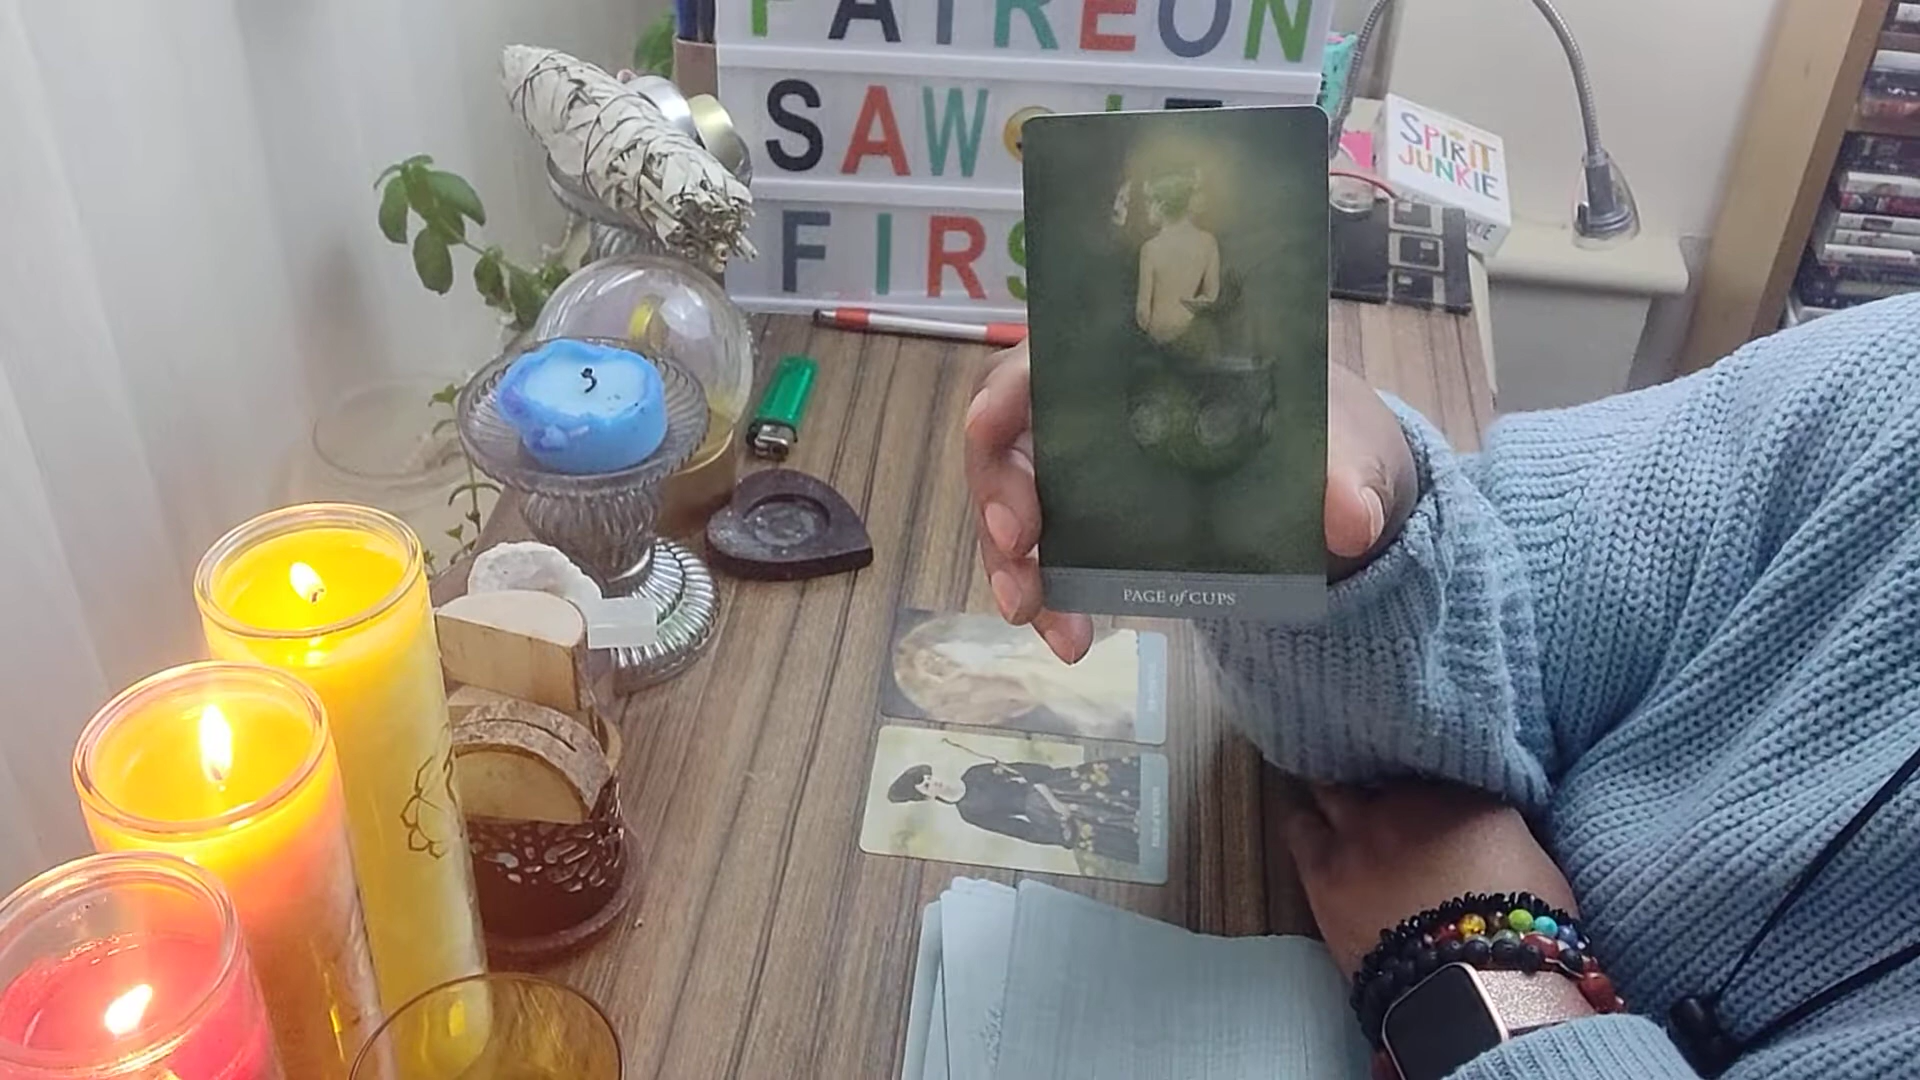 PATREON
SAW
FIRS
SPIRIT
JUNKIE
PAGE of CUPS